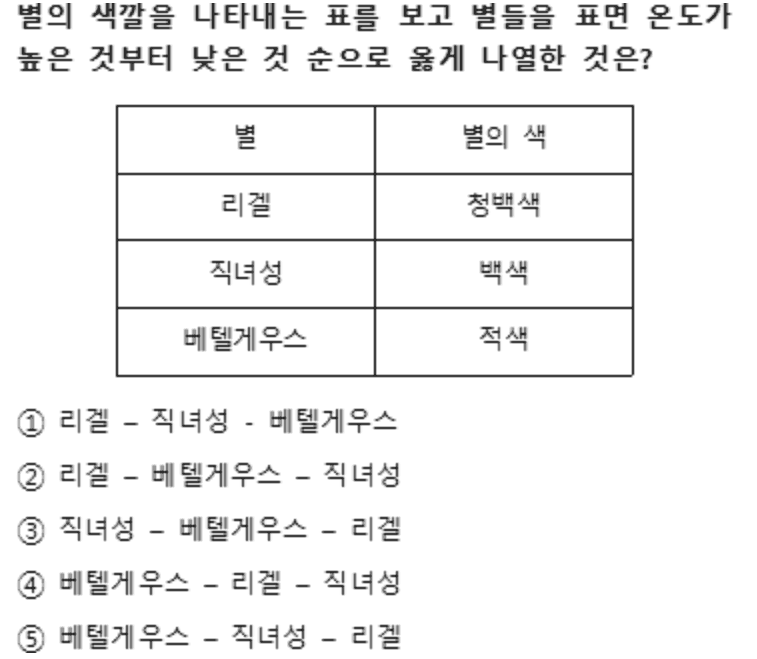 별의 색깔을 나타내는 표를 보고 별들을 표면 온도가
높은 것부터 낮은 것 순으로 옳게 나열한 것은?
별 별의 색
리겔 청백색
직녀성 백색
베텔게우스 적색
① 리겔 – 직녀성 - 베텔게우스
② 리겔 – 베텔게우스 – 직녀성
③ 직녀성 – 베텔게우스 – 리겔
④ 베텔게우스 – 리겔 – 직녀성
⑤ 베텔게우스 – 직녀성 – 리겔